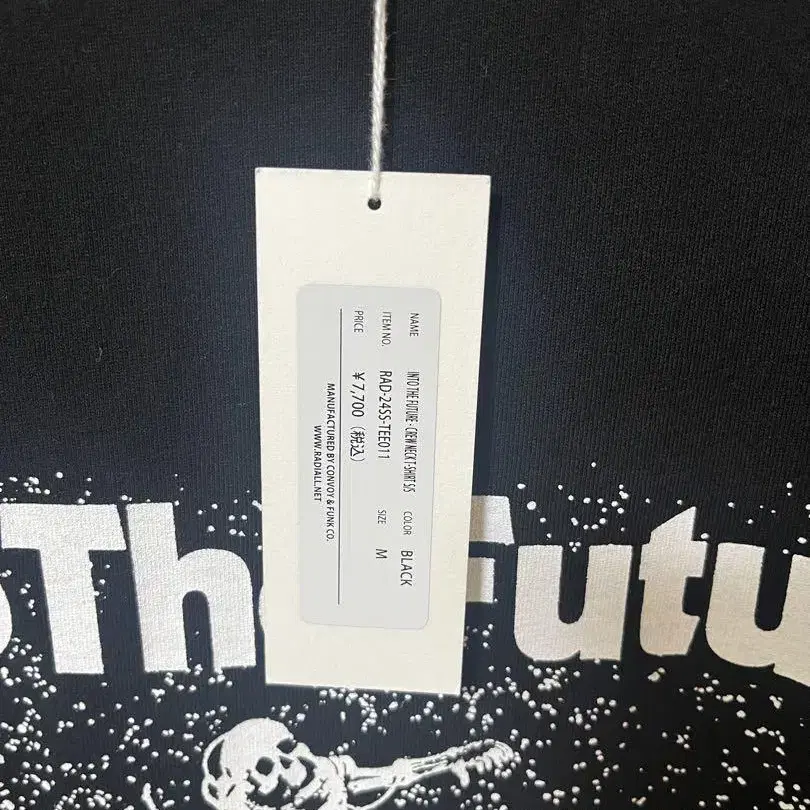 NAME INTO THE FUTURE - CREW NECK T-SHIRT S/S COLOR BLACK
ITEM NO. RAD-24SS-TEE011 SIZE M
PRICE ￥7,700（税込）
MANUFACTURED BY CONVOY & FUNK CO.
WWW.RADIALL.NET
oThe Futu